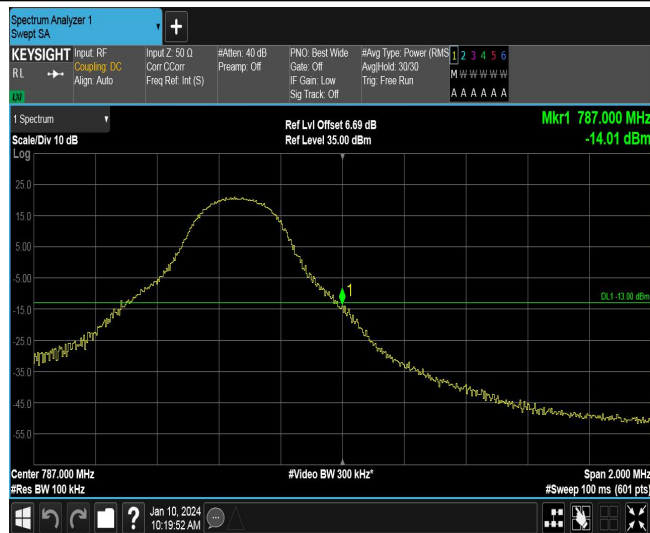 Spectrum Analyzer 1
Swept SA
+
KEYSIGHT
RL
LXI
Input: RF
Coupling: DC
Align: Auto
Input Z: 50 Ω
Corr CCorr
Freq Ref: Int (S)
#Atten: 40 dB
Preamp: Off
PNO: Best Wide
Gate: Off
IF Gain: Low
Sig Track: Off
#Avg Type: Power (RMS
Avg|Hold: 30/30
Trig: Free Run
1 2 3 4 5 6
M W W W W W
A A A A A A
1 Spectrum
Scale/Div 10 dB
Log
Ref Lvl Offset 6.69 dB
Ref Level 35.00 dBm
Mkr1 787.000 MHz
-14.01 dBm
25.0
15.0
5.00
-5.00
-15.0
-25.0
-35.0
-45.0
-55.0
1
DL1 -13.00 dBm
Center 787.000 MHz
#Res BW 100 kHz
#Video BW 300 kHz*
Span 2.000 MHz
#Sweep 100 ms (601 pts)
?
Jan 10, 2024
10:19:52 AM